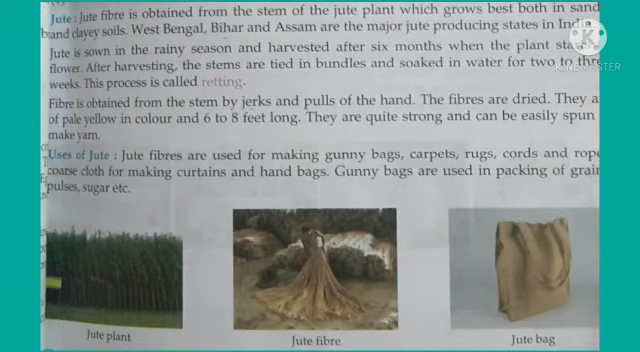 Jute : Jute fibre is obtained from the stem of the jute plant which grows best both in sand
and clayey soils. West Bengal, Bihar and Assam are the major jute producing states in India
Jute is sown in the rainy season and harvested after six months when the plant sta
flower. After harvesting, the stems are tied in bundles and soaked in water for two to thre
weeks. This process is called retting.
Fibre is obtained from the stem by jerks and pulls of the hand. The fibres are dried. They a
of pale yellow in colour and 6 to 8 feet long. They are quite strong and can be easily spun
make yarn.
Uses of Jute : Jute fibres are used for making gunny bags, carpets, rugs, cords and rope
coarse cloth for making curtains and hand bags. Gunny bags are used in packing of grain
pulses, sugar etc.
Jute plant
Jute fibre
Jute bag
KINEMASTER